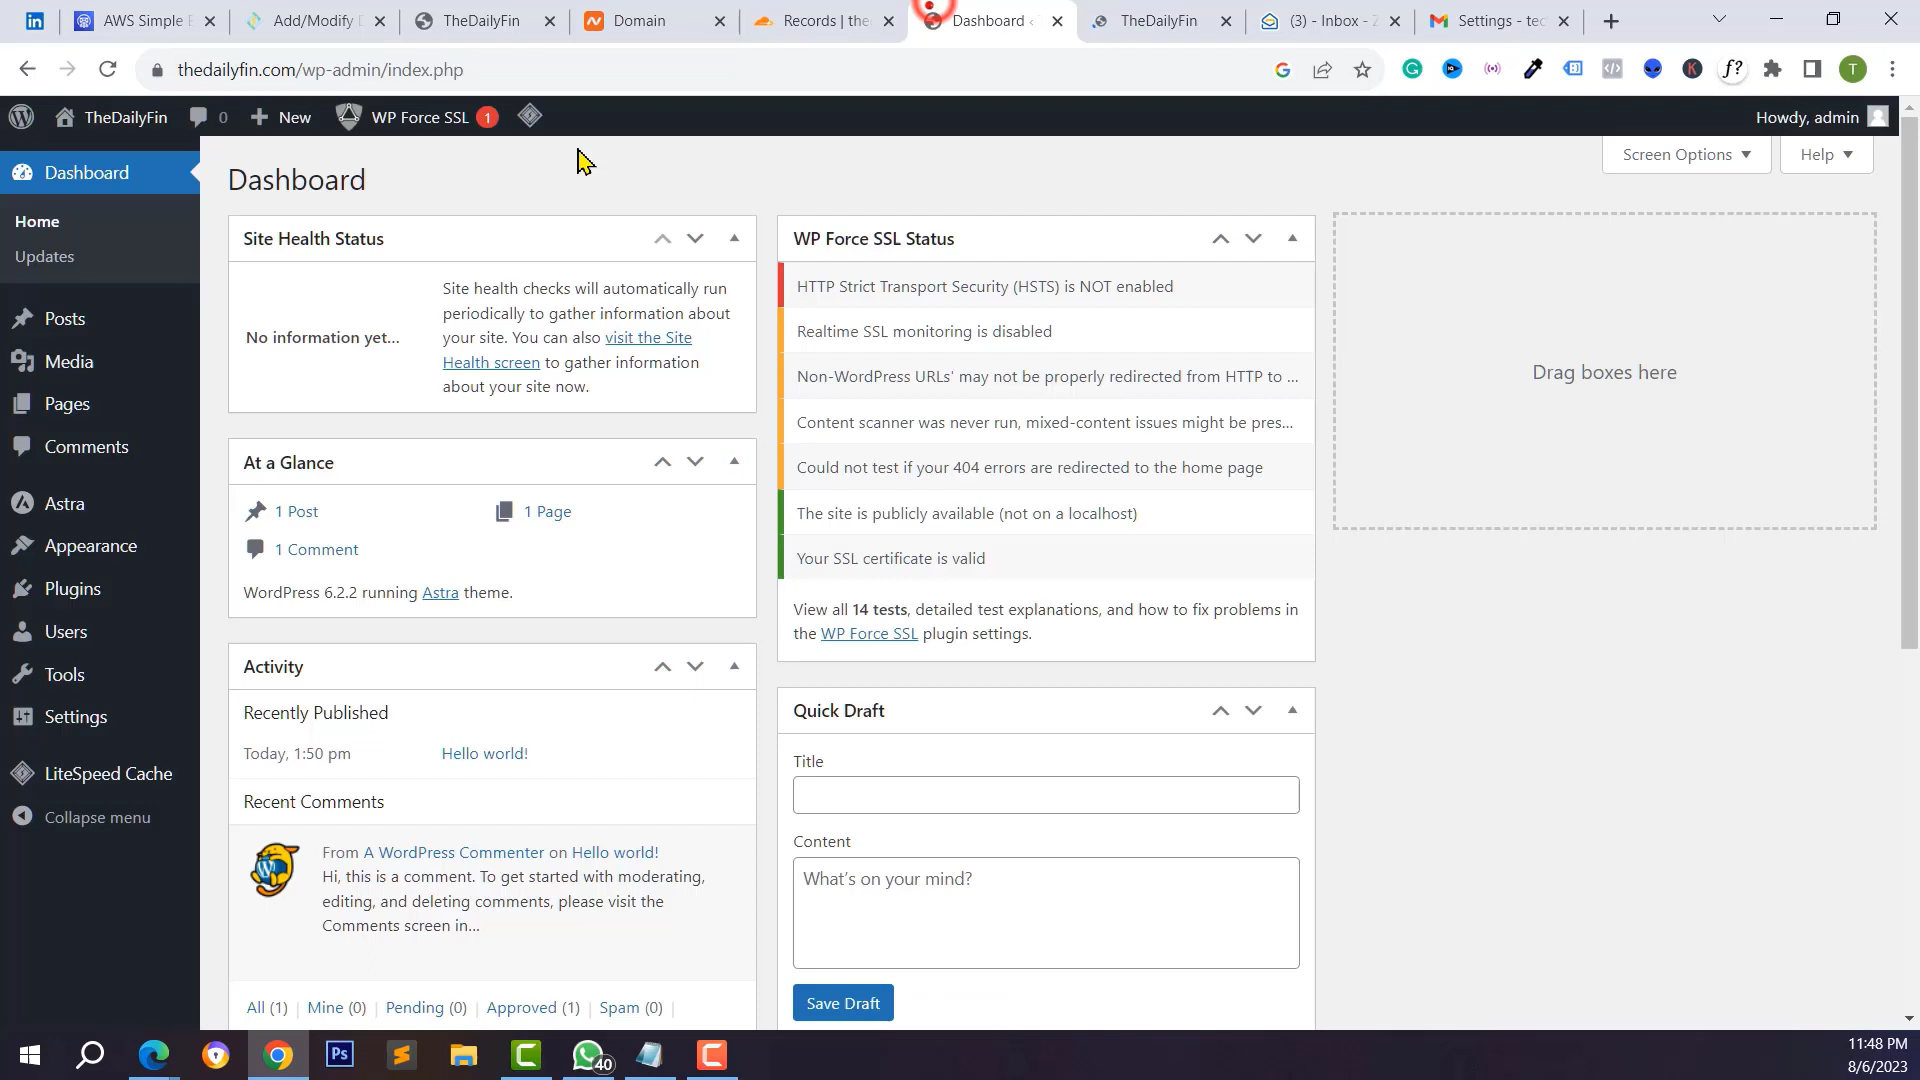 AWS Simple E
Add/Modify D
TheDailyFin
Domain
Records | the
Dashboard ‹
TheDailyFin
(3) - Inbox - Z
Settings - tec
thedailyfin.com/wp-admin/index.php
T
TheDailyFin
0
New
WP Force SSL 1
Howdy, admin
Screen Options
Help
Dashboard
Home
Updates
Posts
Media
Pages
Comments
Astra
Appearance
Plugins
Users
Tools
Settings
LiteSpeed Cache
Collapse menu
Dashboard
Site Health Status
No information yet...
Site health checks will automatically run
periodically to gather information about
your site. You can also visit the Site
Health screen to gather information
about your site now.
At a Glance
1 Post
1 Page
1 Comment
WordPress 6.2.2 running Astra theme.
Activity
Recently Published
Today, 1:50 pm
Hello world!
Recent Comments
From A WordPress Commenter on Hello world!
Hi, this is a comment. To get started with moderating,
editing, and deleting comments, please visit the
Comments screen in...
All (1) | Mine (0) | Pending (0) | Approved (1) | Spam (0) |
WP Force SSL Status
HTTP Strict Transport Security (HSTS) is NOT enabled
Realtime SSL monitoring is disabled
Non-WordPress URLs' may not be properly redirected from HTTP to ...
Content scanner was never run, mixed-content issues might be pres...
Could not test if your 404 errors are redirected to the home page
The site is publicly available (not on a localhost)
Your SSL certificate is valid
View all 14 tests, detailed test explanations, and how to fix problems in
the WP Force SSL plugin settings.
Quick Draft
Title
Content
What's on your mind?
Save Draft
Drag boxes here
Ps
40
11:48 PM
8/6/2023